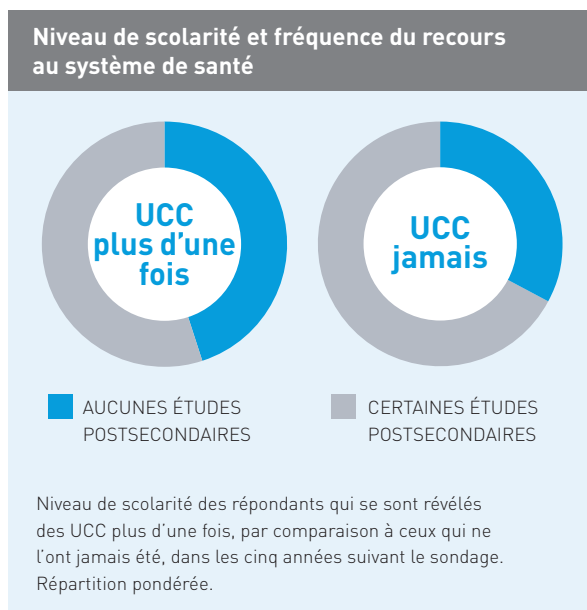 Niveau de scolarité et fréquence du recours
au système de santé
UCC
plus d'une
fois
UCC
jamais
AUCUNES ÉTUDES
POSTSECONDAIRES
CERTAINES ÉTUDES
POSTSECONDAIRES
Niveau de scolarité des répondants qui se sont révélés
des UCC plus d'une fois, par comparaison à ceux qui ne
l'ont jamais été, dans les cinq années suivant le sondage.
Répartition pondérée.